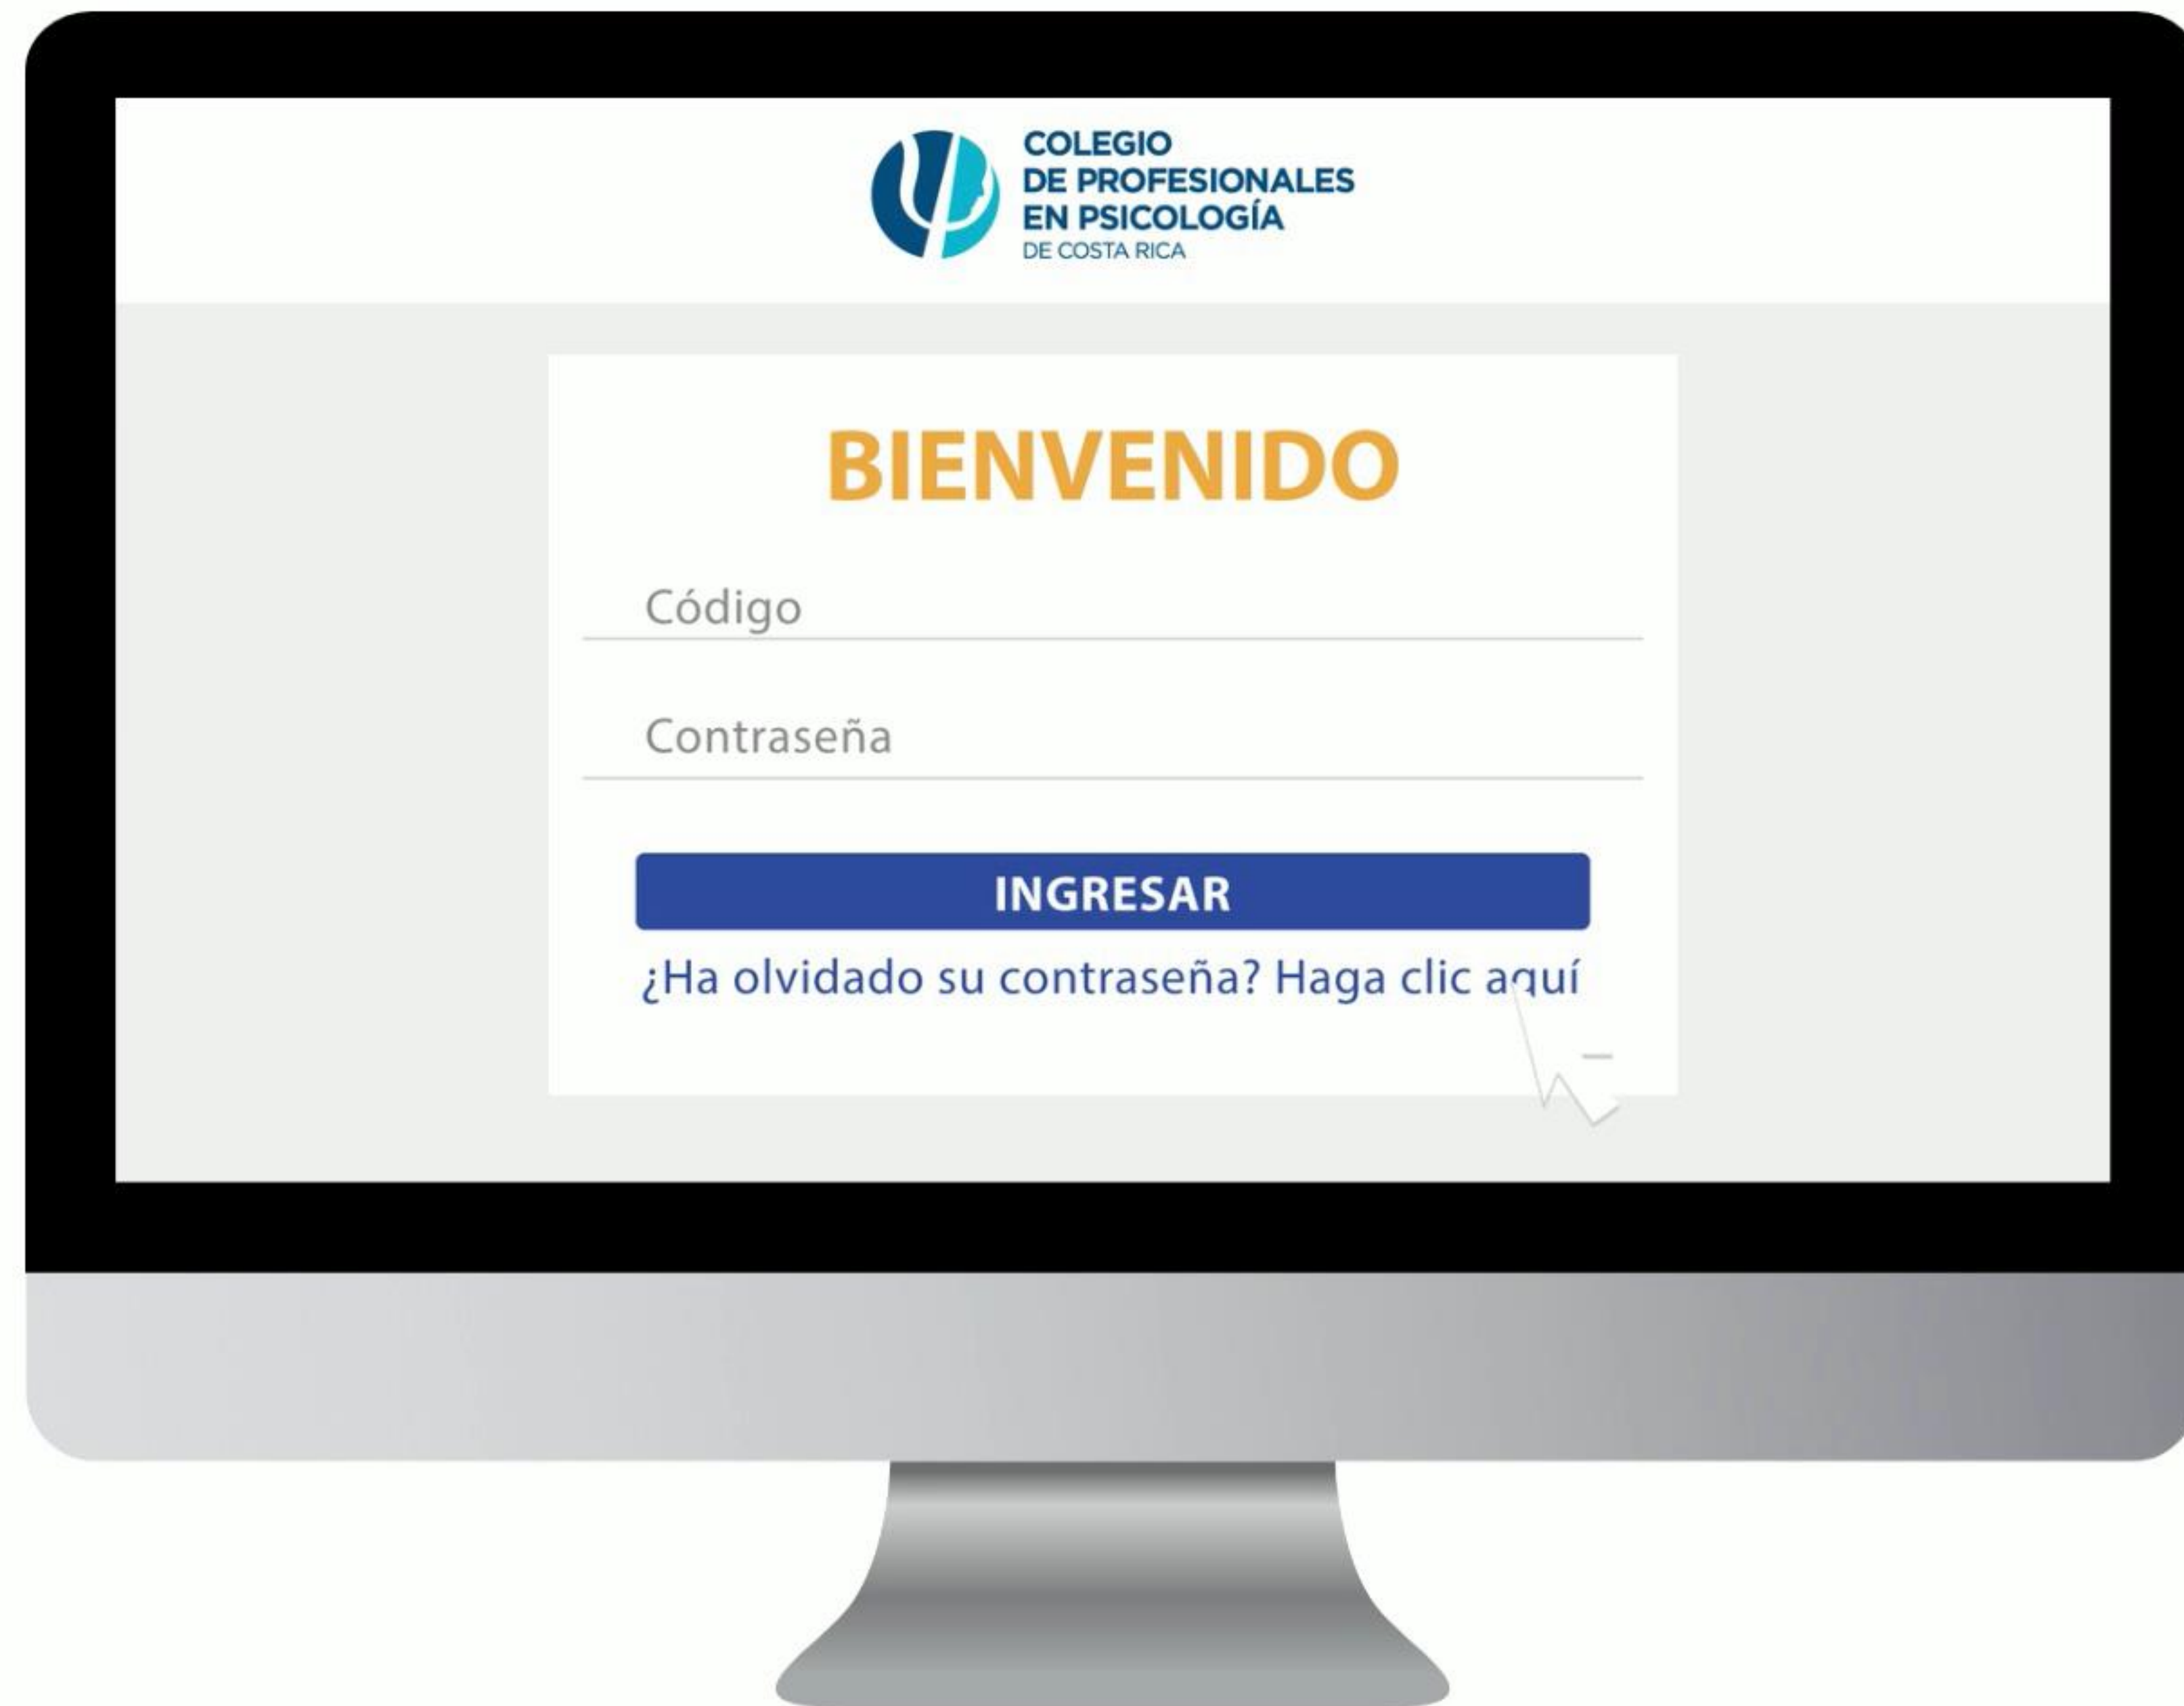 COLEGIO
DE PROFESIONALES
EN PSICOLOGÍA
DE COSTA RICA
BIENVENIDO
Código
Contraseña
INGRESAR
¿Ha olvidado su contraseña? Haga clic aquí